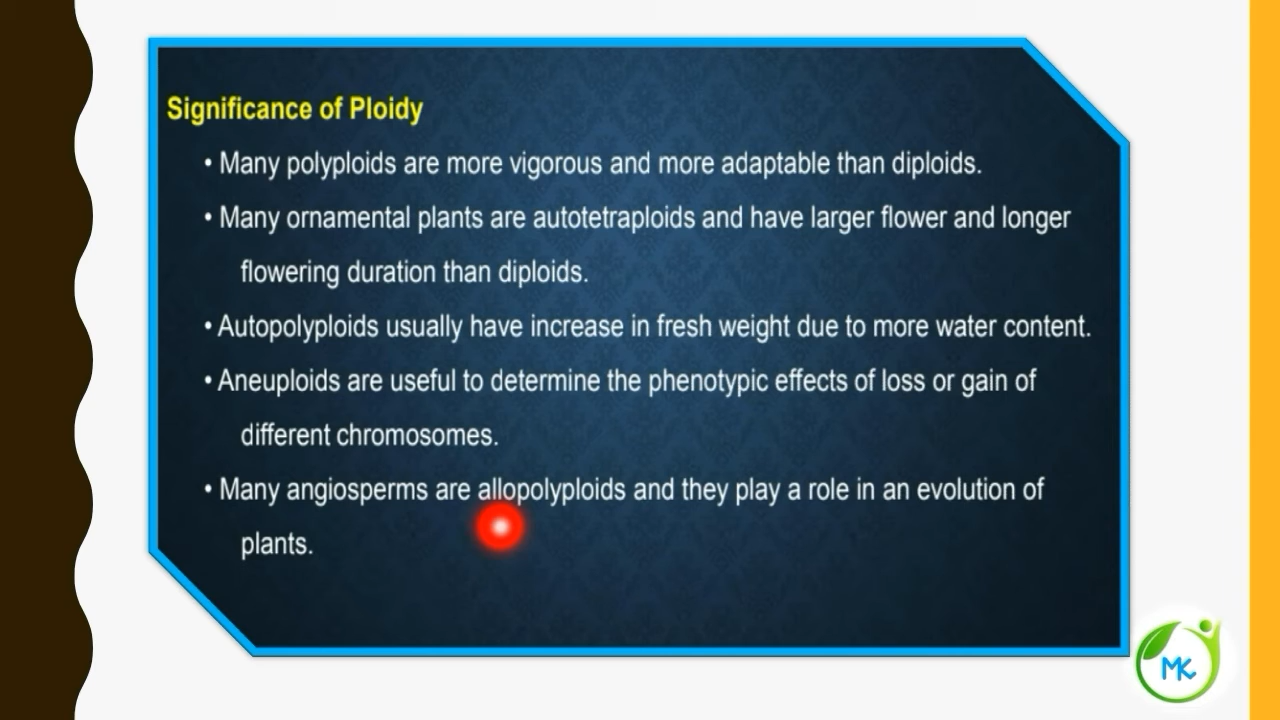 Significance of Ploidy
• Many polyploids are more vigorous and more adaptable than diploids.
• Many ornamental plants are autotetraploids and have larger flower and longer
flowering duration than diploids.
• Autopolyploids usually have increase in fresh weight due to more water content.
• Aneuploids are useful to determine the phenotypic effects of loss or gain of
different chromosomes.
• Many angiosperms are allopolyploids and they play a role in an evolution of
plants.
MK